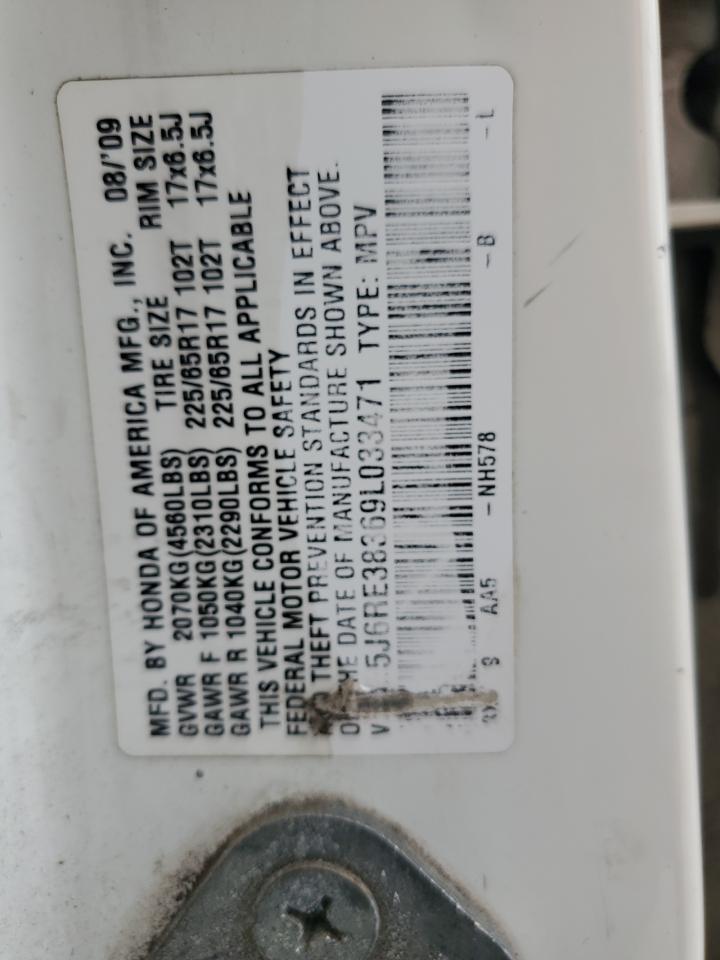 MFD. BY HONDA OF AMERICA MFG., INC. 08/'09
GVWR 2070KG(4560LBS) TIRE SIZE RIM SIZE
GAWR F 1050KG(2310LBS) 225/65R17 102T 17x6.5J
GAWR R 1040KG(2290LBS) 225/65R17 102T 17x6.5J
THIS VEHICLE CONFORMS TO ALL APPLICABLE
FEDERAL MOTOR VEHICLE SAFETY
THEFT PREVENTION STANDARDS IN EFFECT
DATE OF MANUFACTURE SHOWN ABOVE.
5J6RE38369L033471 TYPE: MPV
AA5 -NH578 -B -L